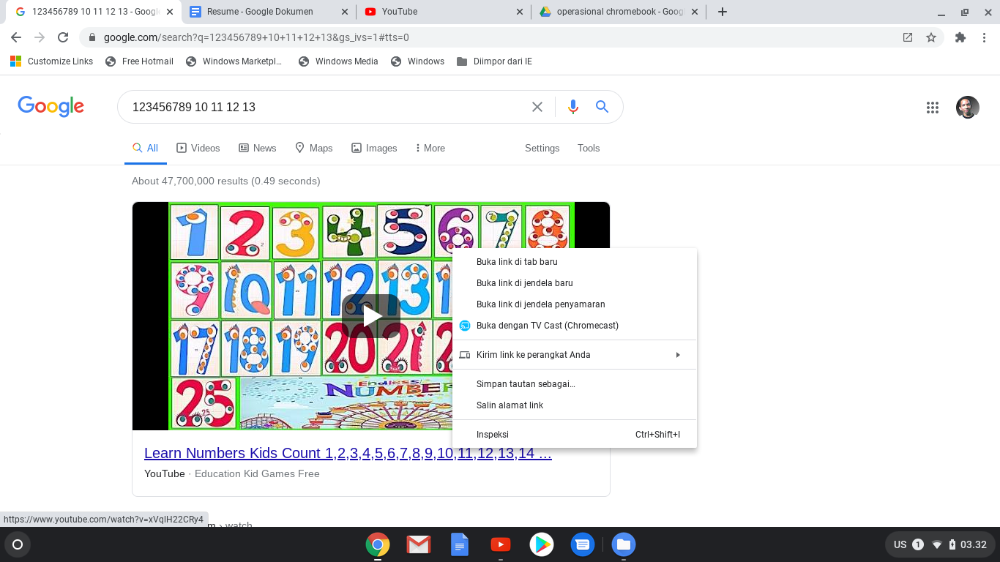 123456789 10 11 12 13 - Google
Resume - Google Dokumen
YouTube
operasional chromebook - Goog
google.com/search?q=123456789+10+11+12+13&gs_ivs=1#tts=0
Customize Links
Free Hotmail
Windows Marketpl...
Windows Media
Windows
Diimpor dari IE
Google
123456789 10 11 12 13
All
Videos
News
Maps
Images
More
Settings
Tools
About 47,700,000 results (0.49 seconds)
1 2 3 4 5 6 7 8
9 10 11 12 13
17 18 19 20 21
25 ENDLESS
NUMBER
Buka link di tab baru
Buka link di jendela baru
Buka link di jendela penyamaran
Buka dengan TV Cast (Chromecast)
Kirim link ke perangkat Anda
Simpan tautan sebagai...
Salin alamat link
Inspeksi Ctrl+Shift+I
Learn Numbers Kids Count 1,2,3,4,5,6,7,8,9,10,11,12,13,14 ...
YouTube · Education Kid Games Free
https://www.youtube.com/watch?v=xVqIH22CRy4
m › watch
US 1 03.32